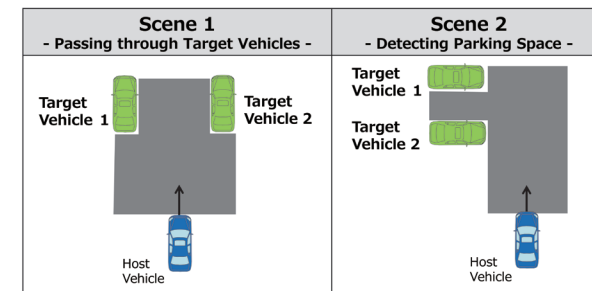 Scene 1
- Passing through Target Vehicles -
Target
Vehicle 1
Target
Vehicle 2
Host
Vehicle
Scene 2
- Detecting Parking Space -
Target
Vehicle 1
Target
Vehicle 2
Host
Vehicle